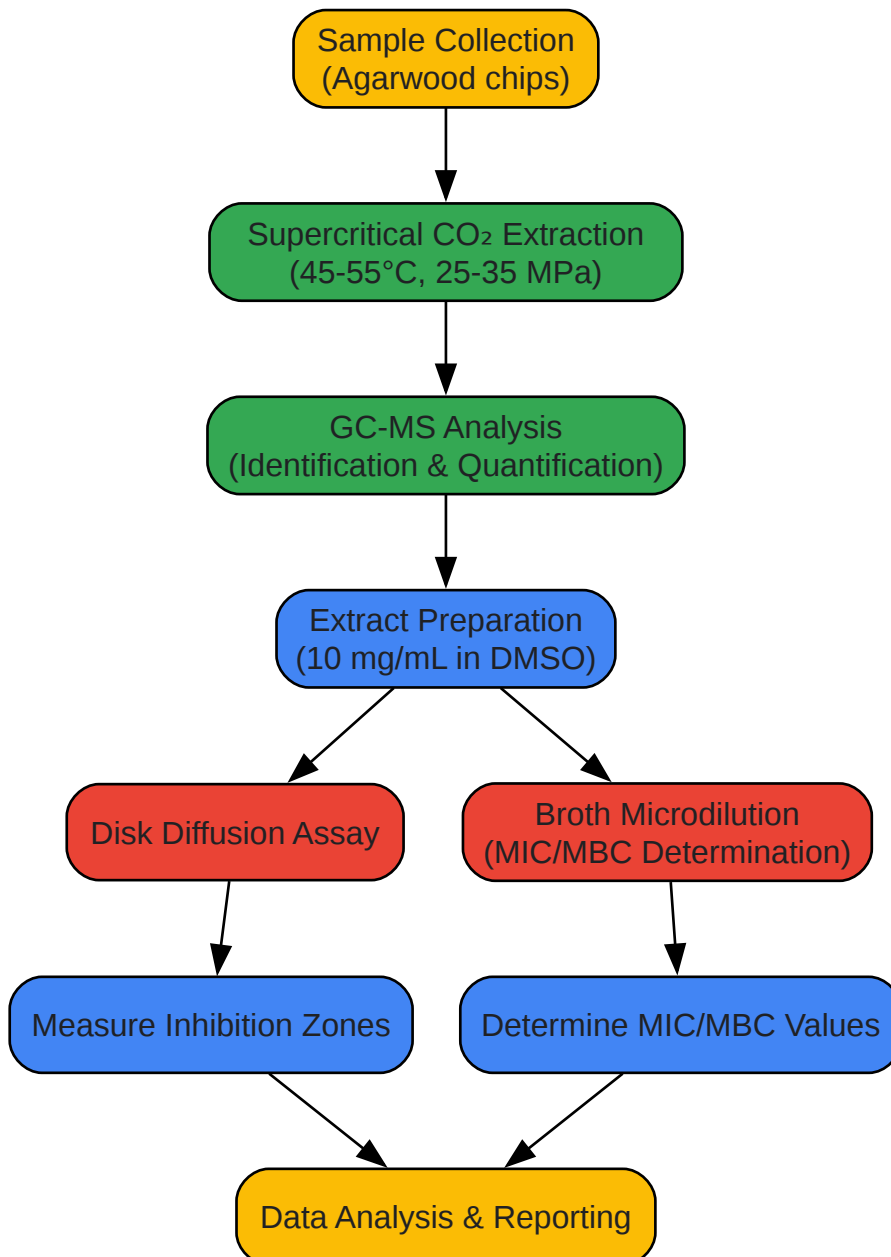 Sample Collection
(Agarwood chips)
Supercritical CO₂ Extraction
(45-55°C, 25-35 MPa)
GC-MS Analysis
(Identification & Quantification)
Extract Preparation
(10 mg/mL in DMSO)
Disk Diffusion Assay
Broth Microdilution
(MIC/MBC Determination)
Measure Inhibition Zones
Determine MIC/MBC Values
Data Analysis & Reporting